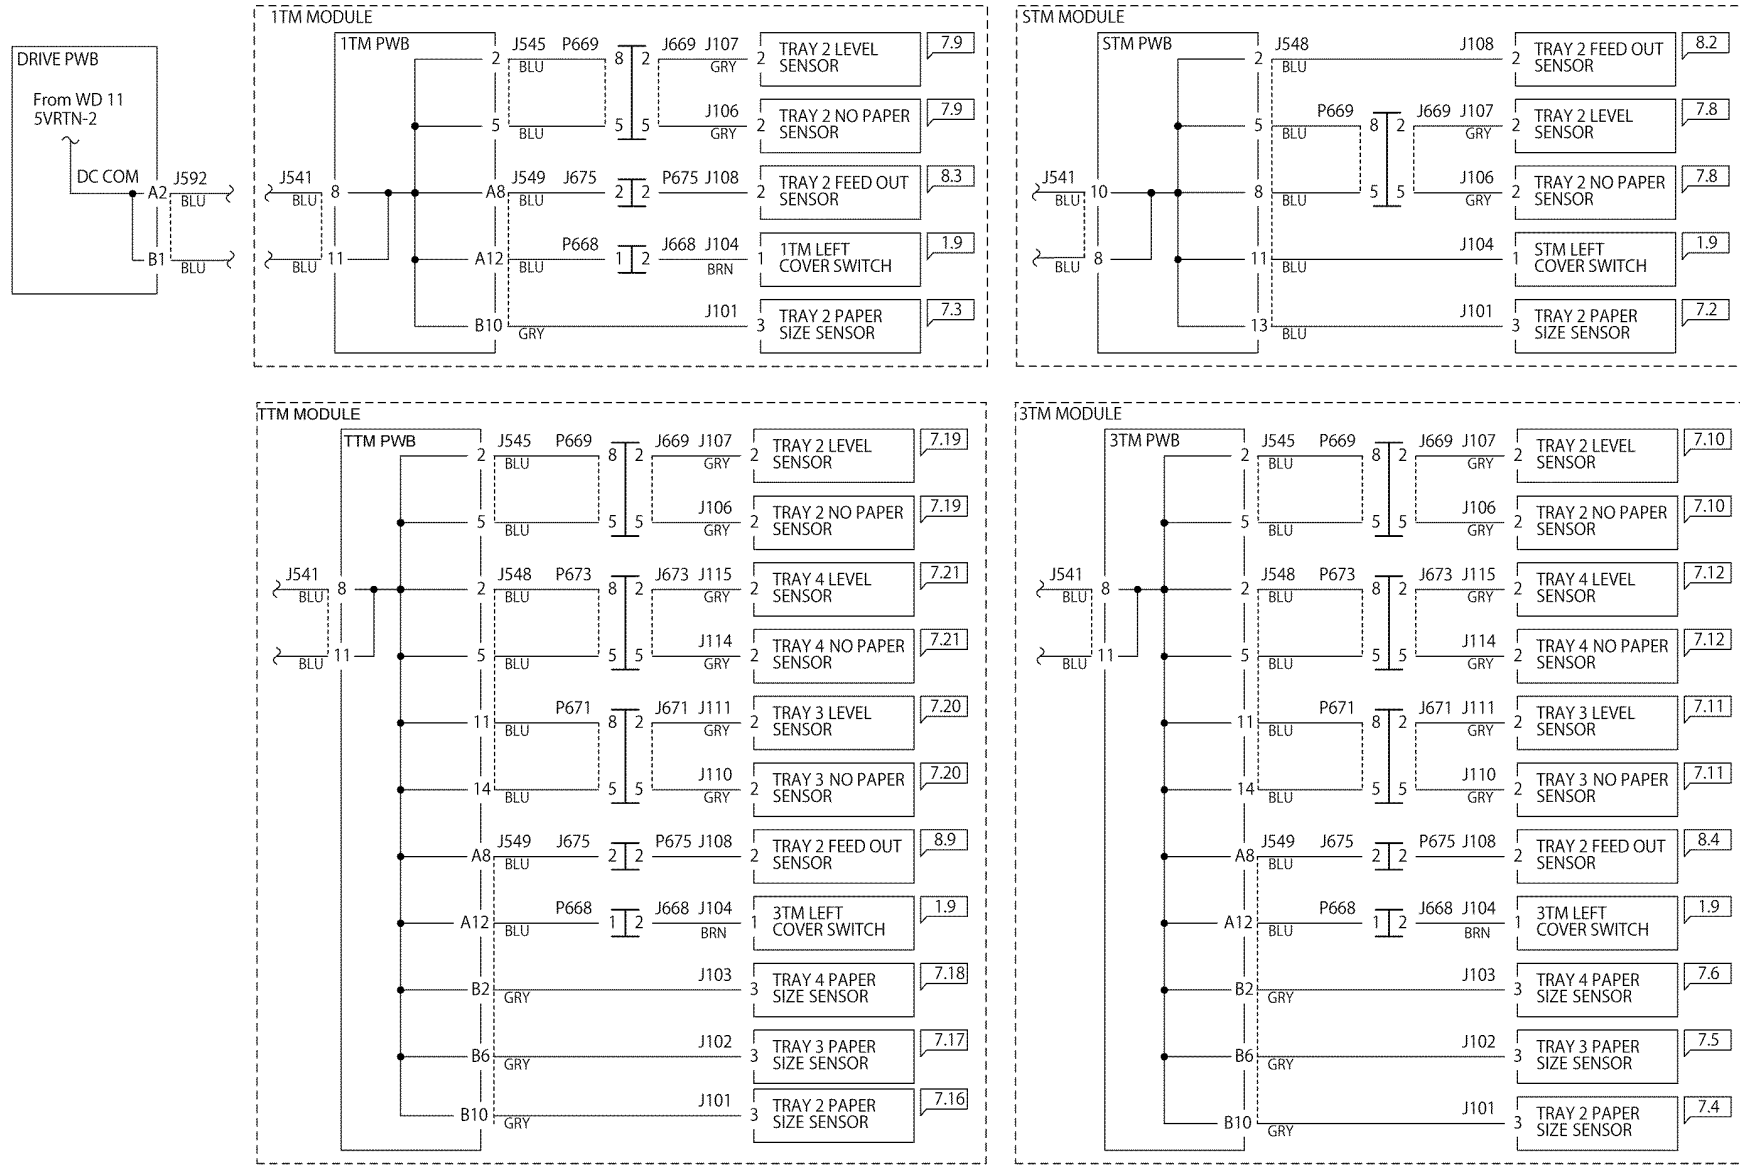 DRIVE PWB
From WD 11
5VRTN-2
DC COM
A2 J592
BLU
B1 BLU
1TM MODULE
1TM PWB
J541
8
BLU
11
BLU
2 J545 P669 8 2 J669 J107 2 TRAY 2 LEVEL SENSOR 7.9
BLU GRY
5 5 5 J106 2 TRAY 2 NO PAPER SENSOR 7.9
BLU GRY
A8 J549 J675 2 2 P675 J108 2 TRAY 2 FEED OUT SENSOR 8.3
BLU
A12 P668 1 2 J668 J104 1 1TM LEFT COVER SWITCH 1.9
BLU BRN
B10 J101 3 TRAY 2 PAPER SIZE SENSOR 7.3
GRY
STM MODULE
STM PWB
J541
10
BLU
8
BLU
2 J548 J108 2 TRAY 2 FEED OUT SENSOR 8.2
BLU
5 P669 8 2 J669 J107 2 TRAY 2 LEVEL SENSOR 7.8
BLU GRY
8 5 5 J106 2 TRAY 2 NO PAPER SENSOR 7.8
BLU GRY
11 J104 1 STM LEFT COVER SWITCH 1.9
BLU
13 J101 3 TRAY 2 PAPER SIZE SENSOR 7.2
BLU
TTM MODULE
TTM PWB
J541
8
BLU
11
BLU
2 J545 P669 8 2 J669 J107 2 TRAY 2 LEVEL SENSOR 7.19
BLU GRY
5 5 5 J106 2 TRAY 2 NO PAPER SENSOR 7.19
BLU GRY
2 J548 P673 8 2 J673 J115 2 TRAY 4 LEVEL SENSOR 7.21
BLU GRY
5 5 5 J114 2 TRAY 4 NO PAPER SENSOR 7.21
BLU GRY
11 P671 8 2 J671 J111 2 TRAY 3 LEVEL SENSOR 7.20
BLU GRY
14 5 5 J110 2 TRAY 3 NO PAPER SENSOR 7.20
BLU GRY
A8 J549 J675 2 2 P675 J108 2 TRAY 2 FEED OUT SENSOR 8.9
BLU
A12 P668 1 2 J668 J104 1 3TM LEFT COVER SWITCH 1.9
BLU BRN
B2 J103 3 TRAY 4 PAPER SIZE SENSOR 7.18
GRY
B6 J102 3 TRAY 3 PAPER SIZE SENSOR 7.17
GRY
B10 J101 3 TRAY 2 PAPER SIZE SENSOR 7.16
GRY
3TM MODULE
3TM PWB
J541
8
BLU
11
BLU
2 J545 P669 8 2 J669 J107 2 TRAY 2 LEVEL SENSOR 7.10
BLU GRY
5 5 5 J106 2 TRAY 2 NO PAPER SENSOR 7.10
BLU GRY
2 J548 P673 8 2 J673 J115 2 TRAY 4 LEVEL SENSOR 7.12
BLU GRY
5 5 5 J114 2 TRAY 4 NO PAPER SENSOR 7.12
BLU GRY
11 P671 8 2 J671 J111 2 TRAY 3 LEVEL SENSOR 7.11
BLU GRY
14 5 5 J110 2 TRAY 3 NO PAPER SENSOR 7.11
BLU GRY
A8 J549 J675 2 2 P675 J108 2 TRAY 2 FEED OUT SENSOR 8.4
BLU
A12 P668 1 2 J668 J104 1 3TM LEFT COVER SWITCH 1.9
BLU BRN
B2 J103 3 TRAY 4 PAPER SIZE SENSOR 7.6
GRY
B6 J102 3 TRAY 3 PAPER SIZE SENSOR 7.5
GRY
B10 J101 3 TRAY 2 PAPER SIZE SENSOR 7.4
GRY